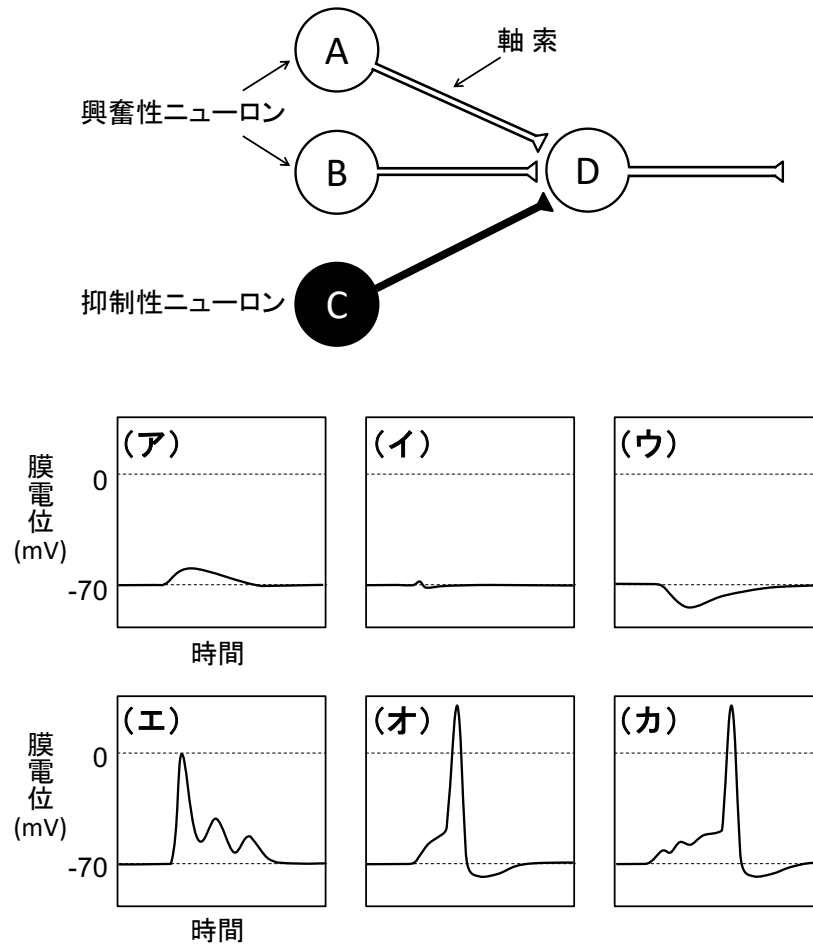 A
軸 索
興奮性ニューロン
B
D
抑制性ニューロン
C
(ア)
(イ)
(ウ)
膜電位
(mV)
0
-70
時間
(エ)
(オ)
(カ)
膜電位
(mV)
0
-70
時間